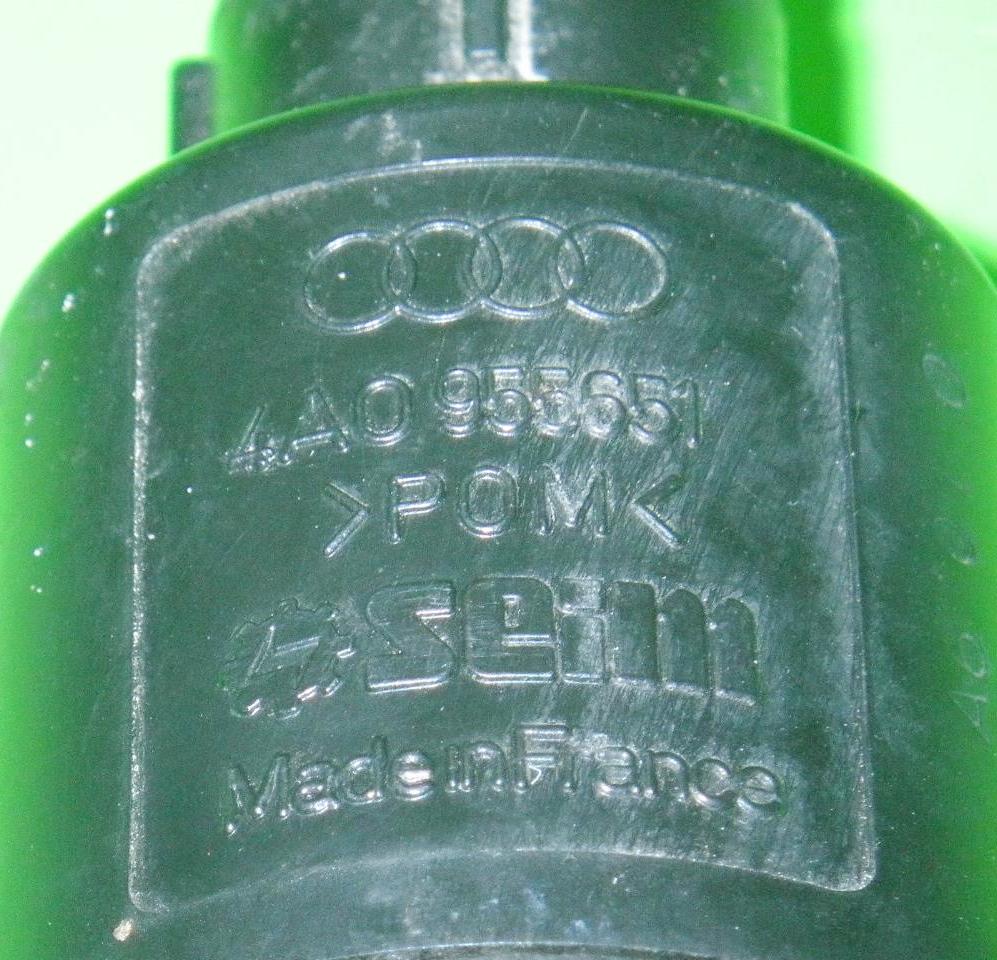 4A0 955651
>POM<
seim
Made in France